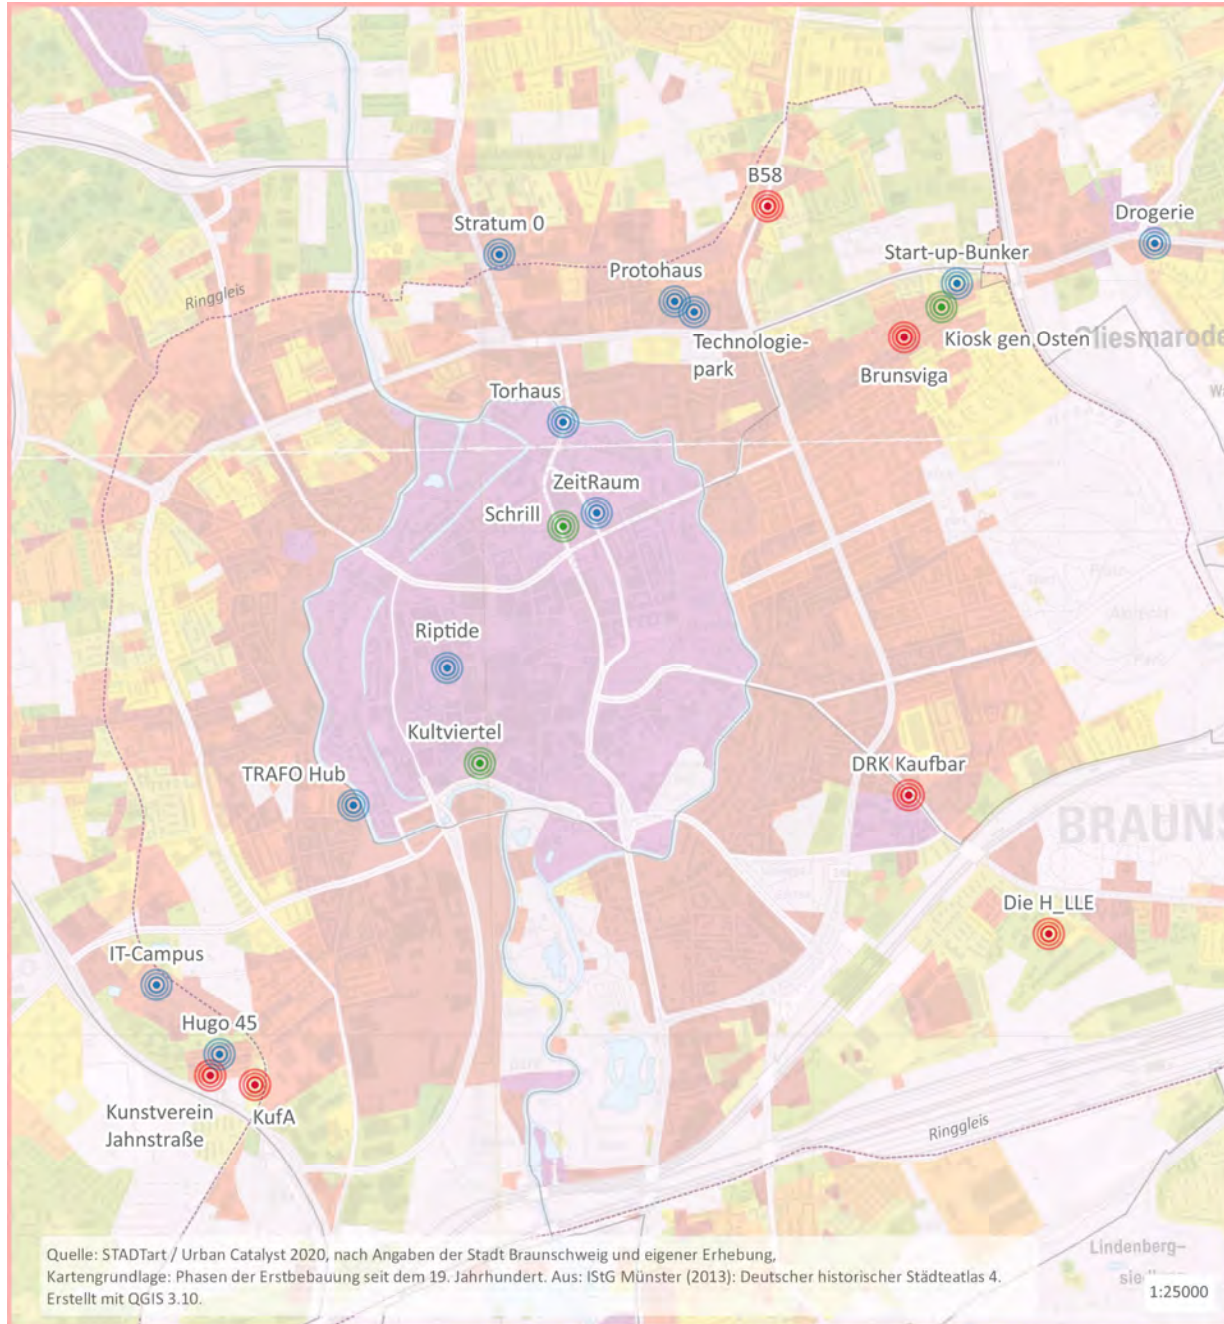 B58
Drogerie
Stratum 0
Start-up-Bunker
Protohaus
Ringgleis
Technologie-
park
Kiosk gen Osten
Gliesmarode
Brunsviga
Torhaus
ZeitRaum
Schrill
Riptide
Kultviertel
TRAFO Hub
DRK Kaufbar
BRAUNS
Die H_LLE
IT-Campus
Hugo 45
Kunstverein
Jahnstraße
KufA
Ringgleis
Lindenberg–
Quelle: STADTart / Urban Catalyst 2020, nach Angaben der Stadt Braunschweig und eigener Erhebung,
Kartengrundlage: Phasen der Erstbebauung seit dem 19. Jahrhundert. Aus: IStG Münster (2013): Deutscher historischer Städteatlas 4.
Erstellt mit QGIS 3.10.
1:25000